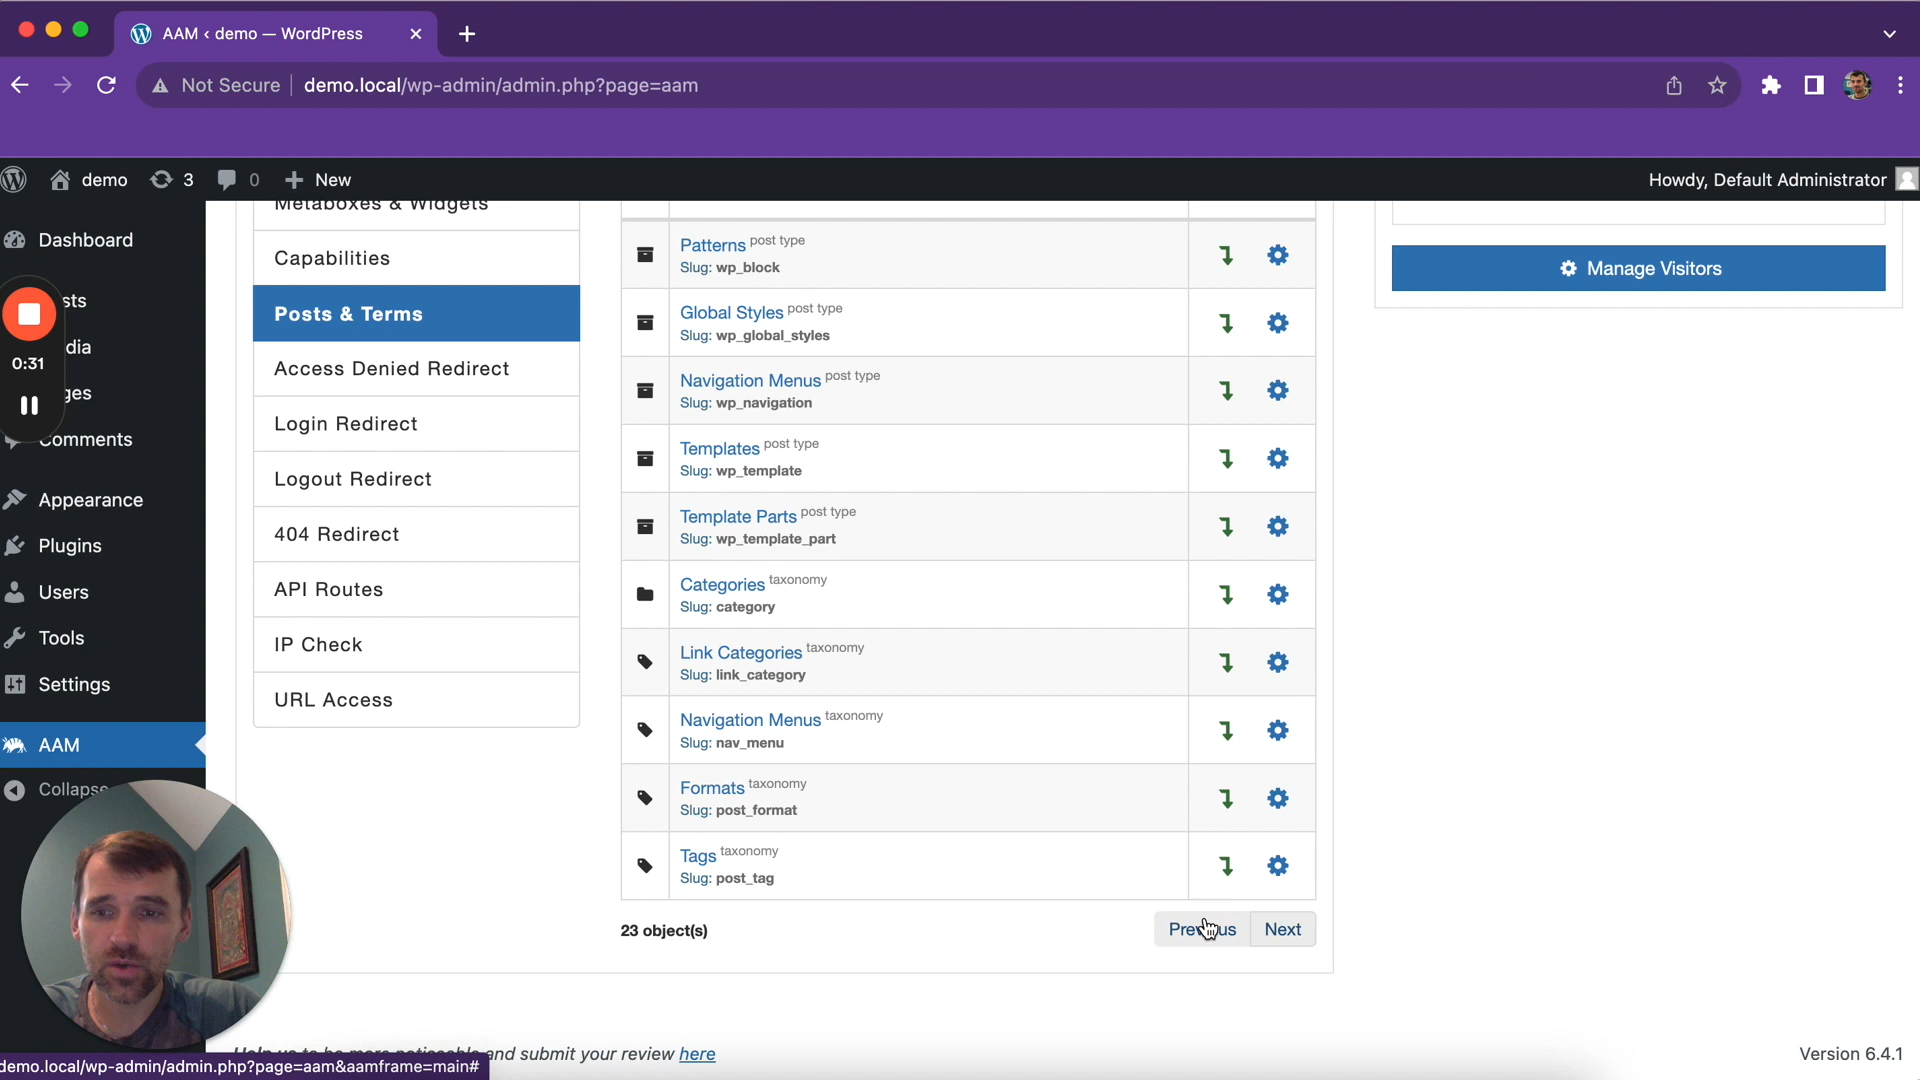 AAM ‹ demo — WordPress
Not Secure
demo.local/wp-admin/admin.php?page=aam
demo
3
0
New
Howdy, Default Administrator
Dashboard
Comments
Appearance
Plugins
Users
Tools
Settings
AAM
0:31
Metaboxes & Widgets
Capabilities
Posts & Terms
Access Denied Redirect
Login Redirect
Logout Redirect
404 Redirect
API Routes
IP Check
URL Access
Patterns post type
Slug: wp_block
Global Styles post type
Slug: wp_global_styles
Navigation Menus post type
Slug: wp_navigation
Templates post type
Slug: wp_template
Template Parts post type
Slug: wp_template_part
Categories taxonomy
Slug: category
Link Categories taxonomy
Slug: link_category
Navigation Menus taxonomy
Slug: nav_menu
Formats taxonomy
Slug: post_format
Tags taxonomy
Slug: post_tag
23 object(s)
Previous
Next
Manage Visitors
and submit your review here
Version 6.4.1
demo.local/wp-admin/admin.php?page=aam&aamframe=main#